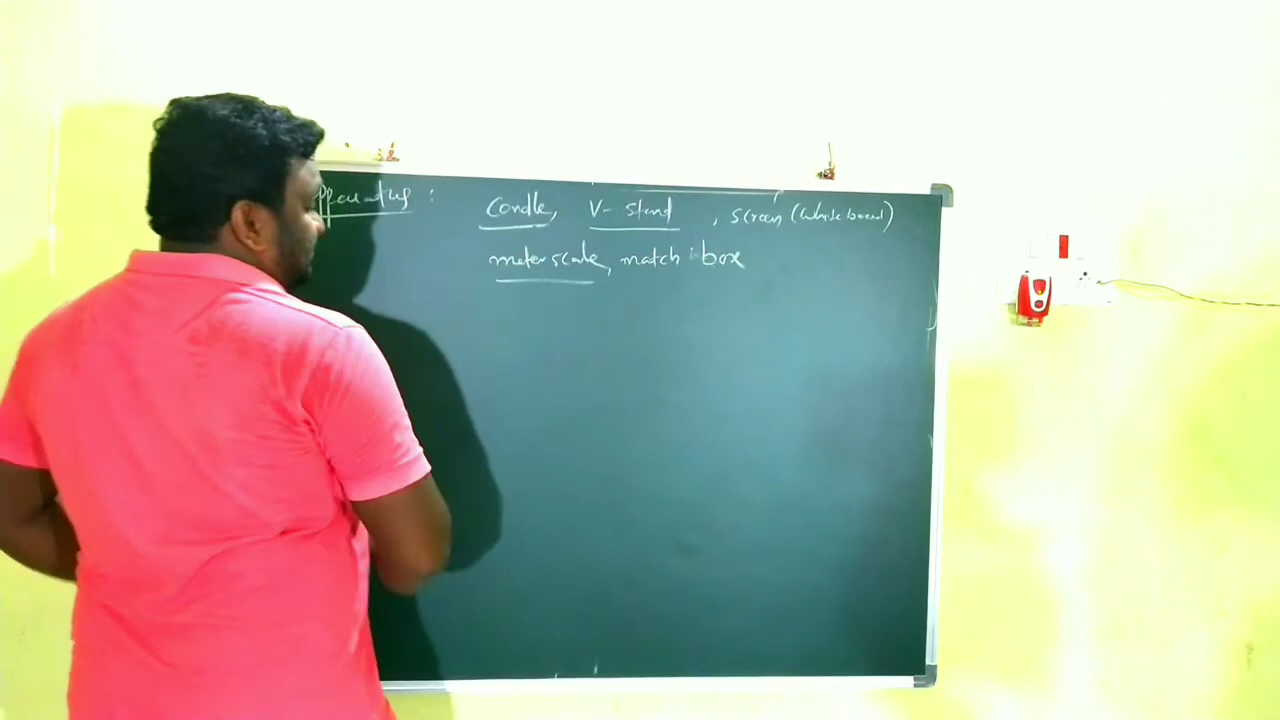 apparatus : Candle, V- stand , screen (white board)
meter scale, match box